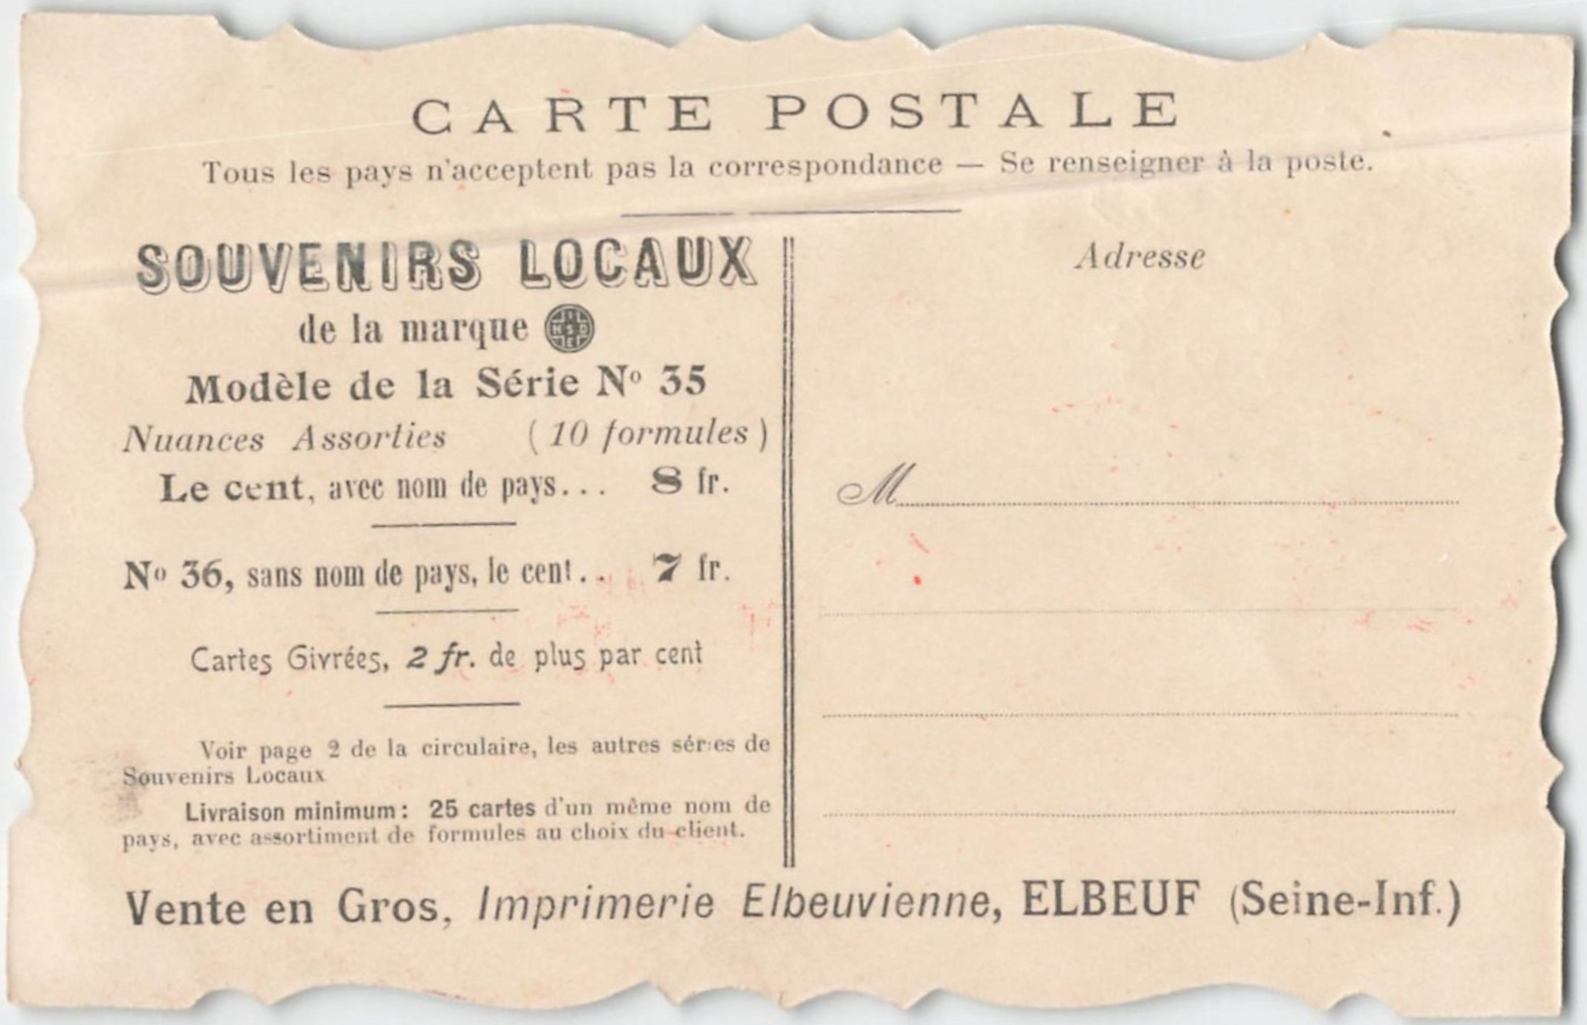 CARTE POSTALE
Tous les pays n'acceptent pas la correspondance — Se renseigner à la poste.
SOUVENIRS LOCAUX
de la marque
Modèle de la Série Nº 35
Nuances Assorties (10 formules)
Le cent, avec nom de pays... 8 fr.
Nº 36, sans nom de pays, le cent.. 7 fr.
Cartes Givrées, 2 fr. de plus par cent
Voir page 2 de la circulaire, les autres séries de
Souvenirs Locaux
Livraison minimum: 25 cartes d'un même nom de
pays, avec assortiment de formules au choix du client.
Adresse
M
Vente en Gros, Imprimerie Elbeuvienne, ELBEUF (Seine-Inf.)